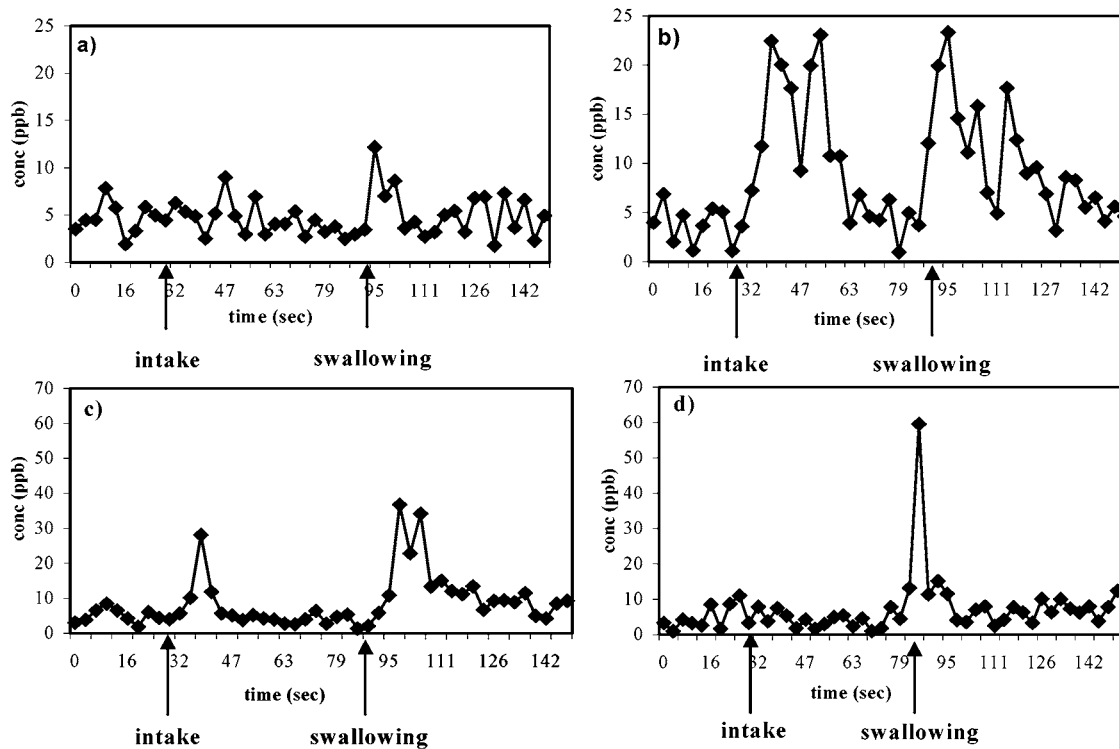 a)
25
20
15
10
5
0
conc (ppb)
0 16 32 47 63 79 95 111 126 142
time (sec)
intake swallowing
b)
25
20
15
10
5
0
conc (ppb)
0 16 32 47 63 79 95 111 127 142
time (sec)
intake swallowing
c)
70
60
50
40
30
20
10
0
conc (ppb)
0 16 32 47 63 79 95 111 126 142
time (sec)
intake swallowing
d)
70
60
50
40
30
20
10
0
conc (ppb)
0 16 32 47 63 79 95 111 126 142
time (sec)
intake swallowing